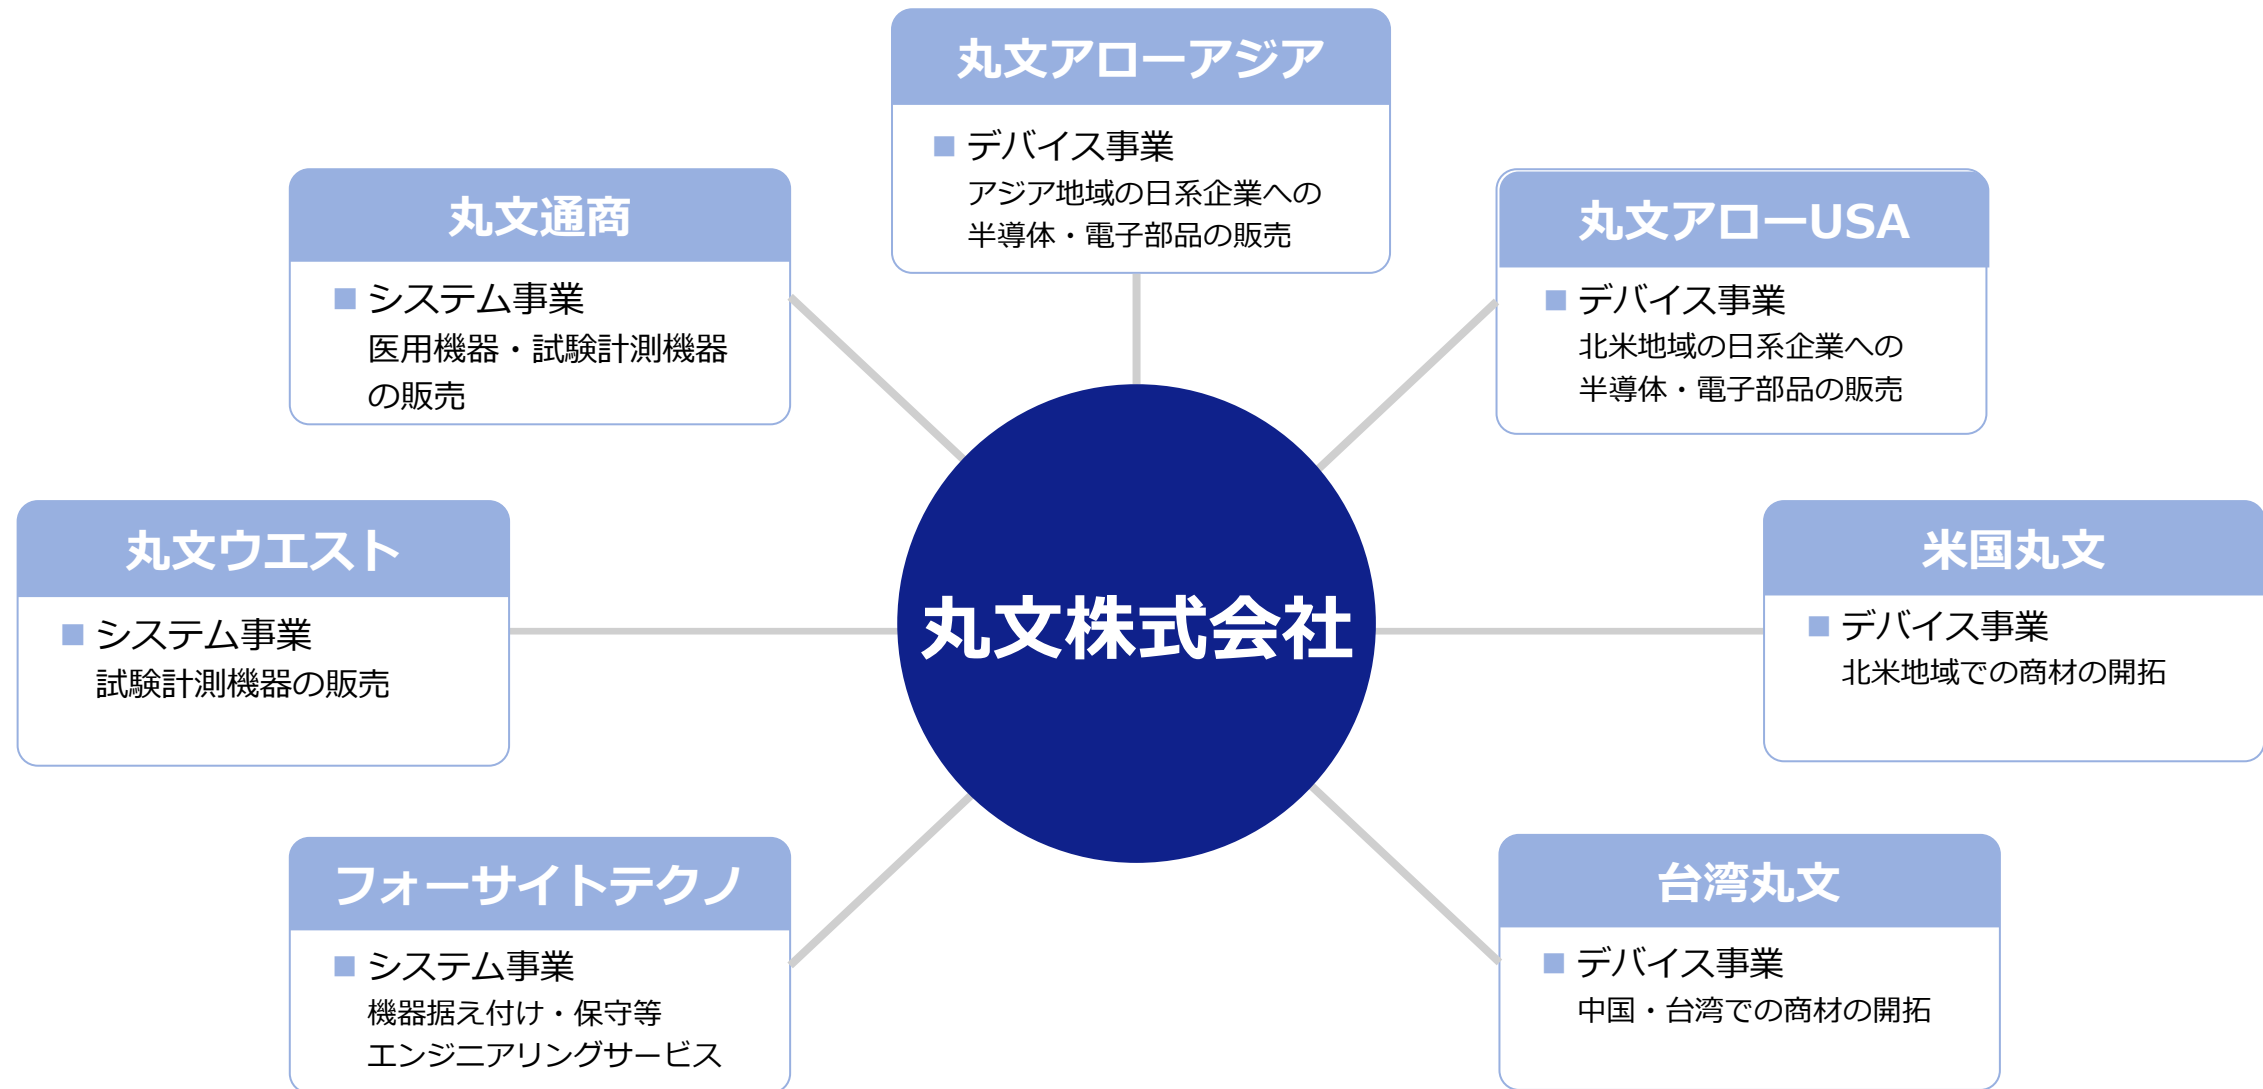 丸文アローアジア
■ デバイス事業
アジア地域の日系企業への
半導体・電子部品の販売
丸文通商
■ システム事業
医用機器・試験計測機器
の販売
丸文アローUSA
■ デバイス事業
北米地域の日系企業への
半導体・電子部品の販売
丸文ウエスト
■ システム事業
試験計測機器の販売
丸文株式会社
米国丸文
■ デバイス事業
北米地域での商材の開拓
フォーサイトテクノ
■ システム事業
機器据え付け・保守等
エンジニアリングサービス
台湾丸文
■ デバイス事業
中国・台湾での商材の開拓